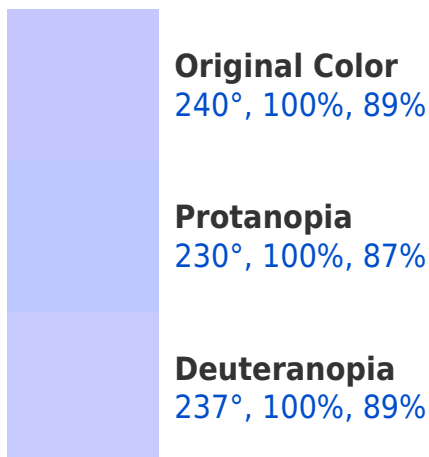 Original Color
240°, 100%, 89%
Protanopia
230°, 100%, 87%
Deuteranopia
237°, 100%, 89%